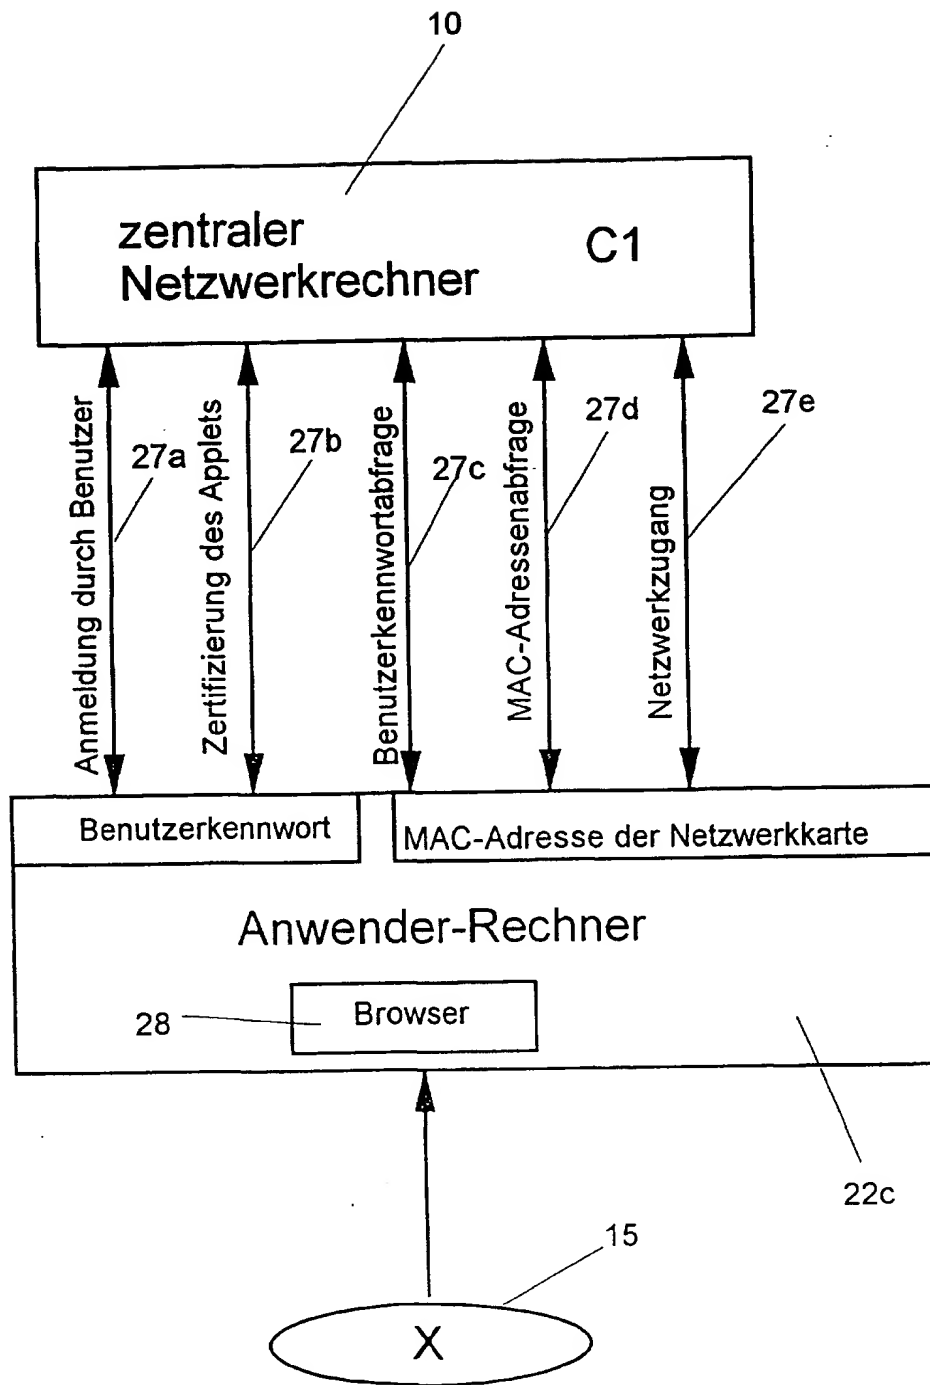 10
zentraler
Netzwerkrechner
C1
Anmeldung durch Benutzer
27a
Zertifizierung des Applets
27b
Benutzerkennwortabfrage
27c
MAC-Adressenabfrage
27d
Netzwerkzugang
27e
Benutzerkennwort
MAC-Adresse der Netzwerkkarte
Anwender-Rechner
28
Browser
22c
15
X